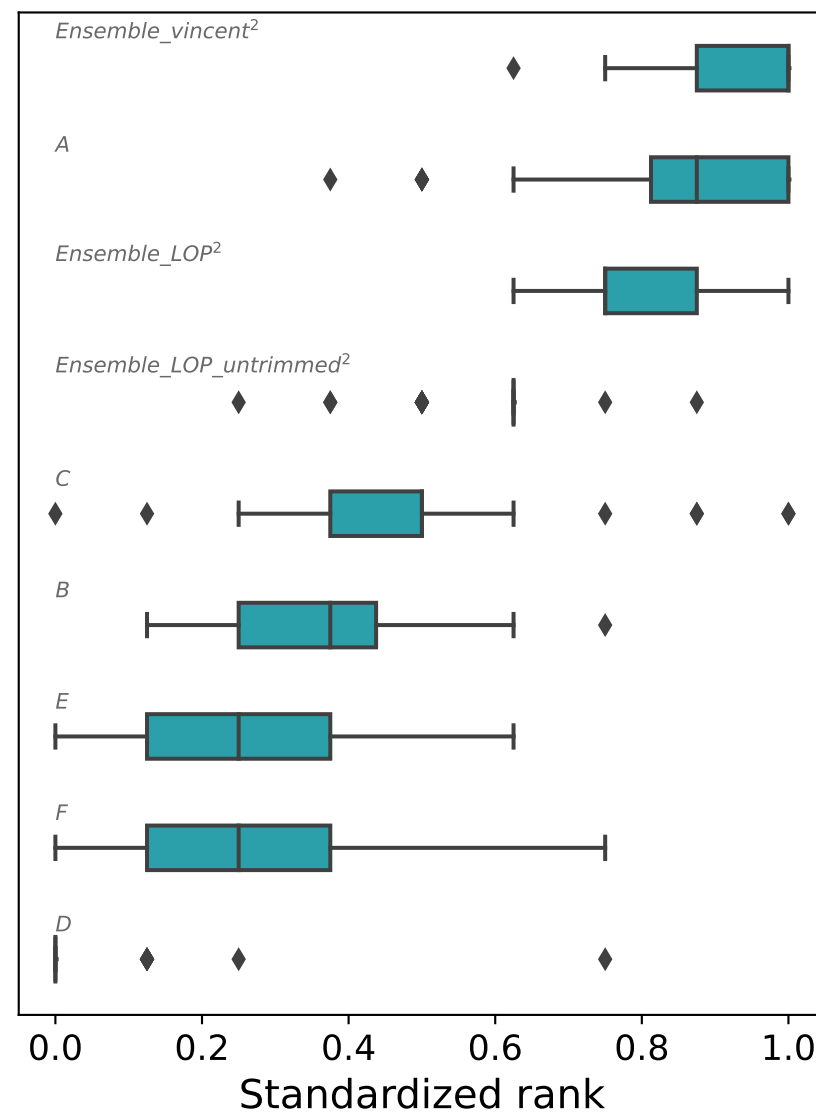 Ensemble_vincent²
A
Ensemble_LOP²
Ensemble_LOP_untrimmed²
C
B
E
F
D
0.0 0.2 0.4 0.6 0.8 1.0
Standardized rank